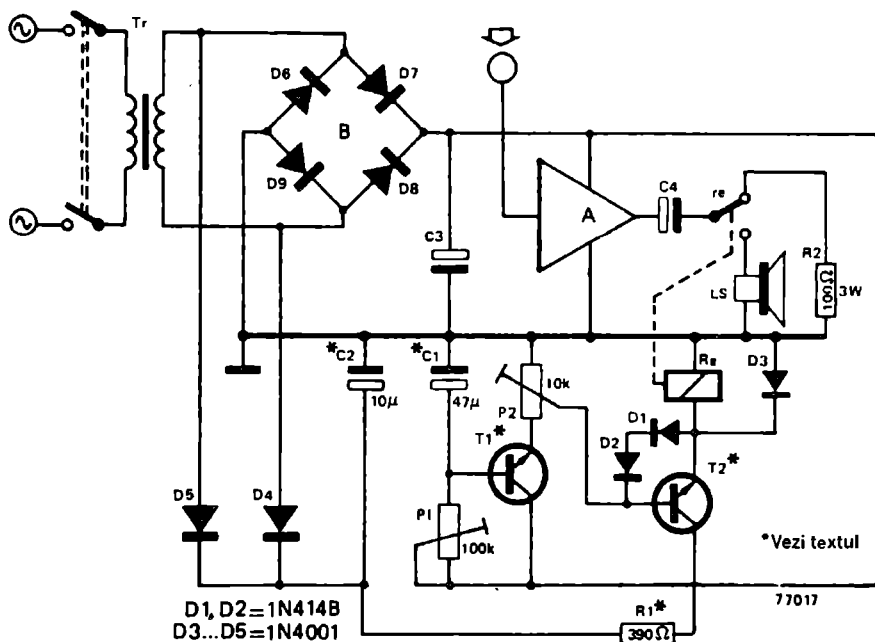 Tr
D6
D7
B
D9
D8
C3
A
C4
re
R2
100Ω
3W
LS
*C2
10μ
*C1
47μ
10k
P2
T1*
Re
D3
D1
D2
T2*
D5
D4
P1
100k
*Vezi textul
77017
R1*
390Ω
D1, D2=1N414B
D3...D5=1N4001